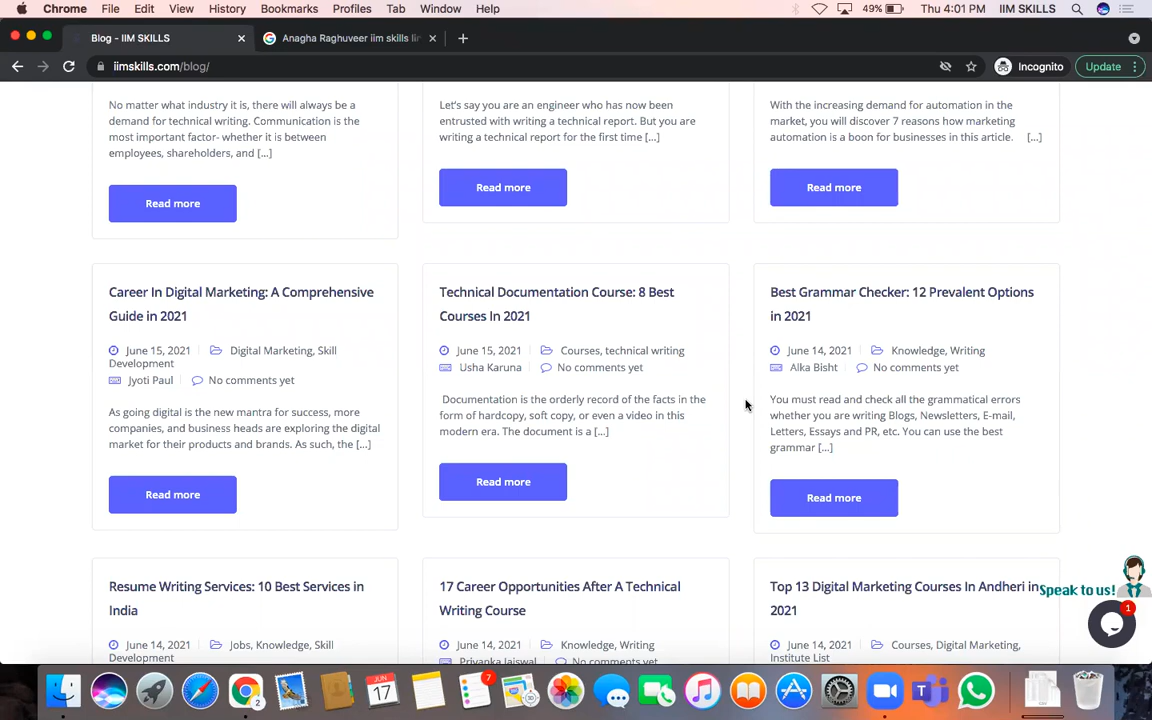 Chrome File Edit View History Bookmarks Profiles Tab Window Help 49% Thu 4:01 PM IIM SKILLS
Blog - IIM SKILLS Anagha Raghuveer iim skills li
iimskills.com/blog/ Incognito Update
No matter what industry it is, there will always be a
demand for technical writing. Communication is the
most important factor- whether it is between
employees, shareholders, and [...]
Read more
Let's say you are an engineer who has now been
entrusted with writing a technical report. But you are
writing a technical report for the first time [...]
Read more
With the increasing demand for automation in the
market, you will discover 7 reasons how marketing
automation is a boon for businesses in this article. [...]
Read more
Career In Digital Marketing: A Comprehensive
Guide in 2021
June 15, 2021 Digital Marketing, Skill
Development
Jyoti Paul No comments yet
As going digital is the new mantra for success, more
companies, and business heads are exploring the digital
market for their products and brands. As such, the [...]
Read more
Technical Documentation Course: 8 Best
Courses In 2021
June 15, 2021 Courses, technical writing
Usha Karuna No comments yet
Documentation is the orderly record of the facts in the
form of hardcopy, soft copy, or even a video in this
modern era. The document is a [...]
Read more
Best Grammar Checker: 12 Prevalent Options
in 2021
June 14, 2021 Knowledge, Writing
Alka Bisht No comments yet
You must read and check all the grammatical errors
whether you are writing Blogs, Newsletters, E-mail,
Letters, Essays and PR, etc. You can use the best
grammar [...]
Read more
Resume Writing Services: 10 Best Services in
India
June 14, 2021 Jobs, Knowledge, Skill
Development
17 Career Opportunities After A Technical
Writing Course
June 14, 2021 Knowledge, Writing
Priyanka Jaiswal No comments yet
Top 13 Digital Marketing Courses In Andheri in
2021
June 14, 2021 Courses, Digital Marketing,
Institute List
Speak to us!
1
2
JUN
17
7